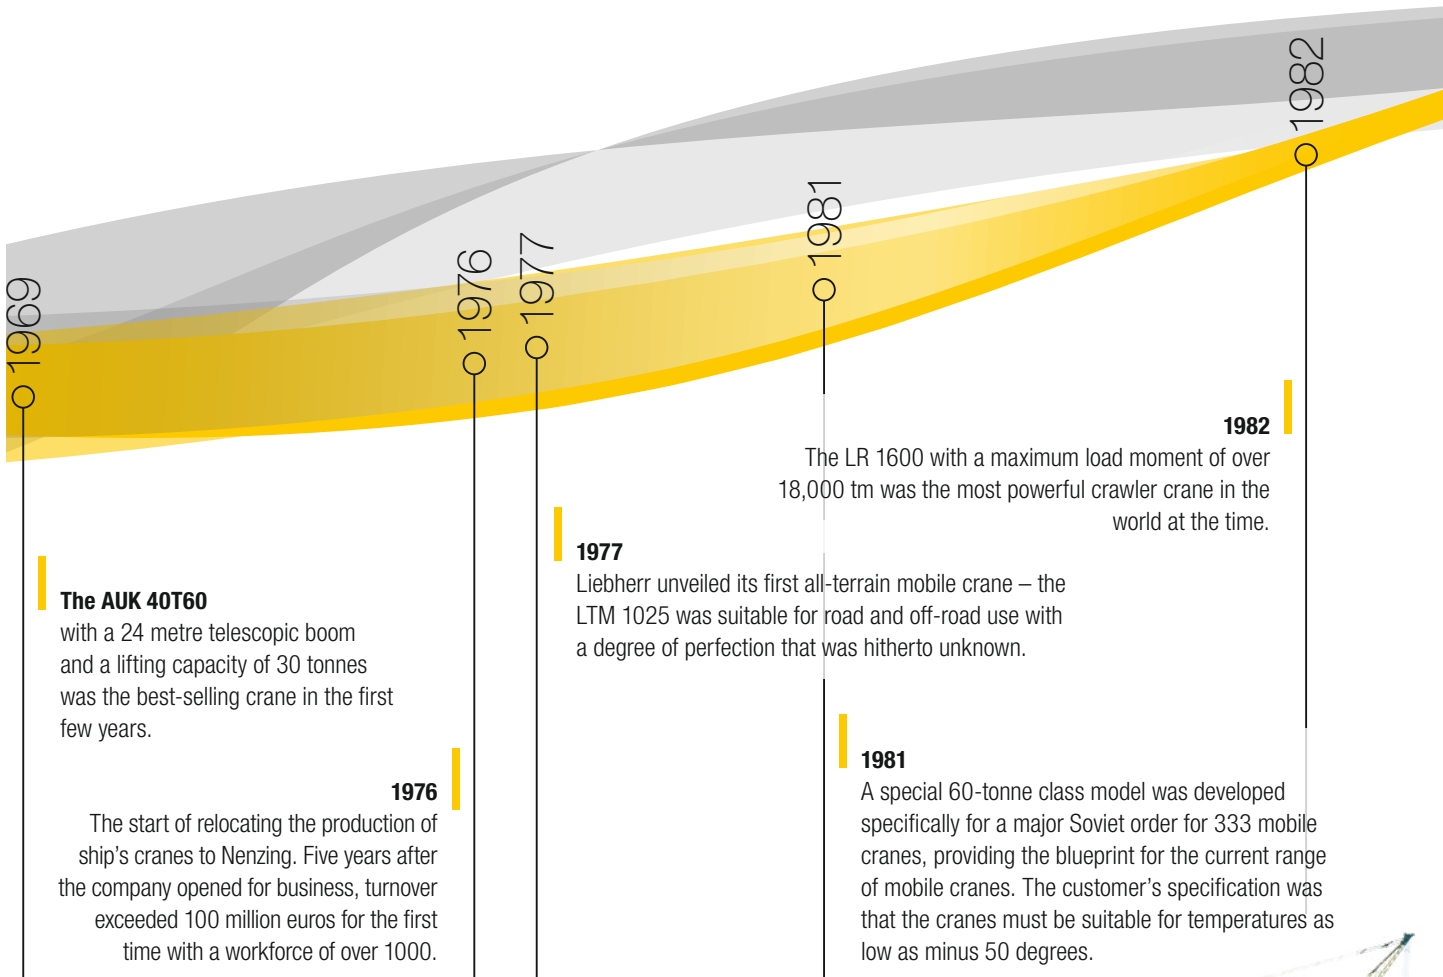 1969
1976
1977
1981
1982
The AUK 40T60
with a 24 metre telescopic boom
and a lifting capacity of 30 tonnes
was the best-selling crane in the first
few years.
1976
The start of relocating the production of
ship's cranes to Nenzing. Five years after
the company opened for business, turnover
exceeded 100 million euros for the first
time with a workforce of over 1000.
1977
Liebherr unveiled its first all-terrain mobile crane – the
LTM 1025 was suitable for road and off-road use with
a degree of perfection that was hitherto unknown.
1981
A special 60-tonne class model was developed
specifically for a major Soviet order for 333 mobile
cranes, providing the blueprint for the current range
of mobile cranes. The customer's specification was
that the cranes must be suitable for temperatures as
low as minus 50 degrees.
1982
The LR 1600 with a maximum load moment of over
18,000 tm was the most powerful crawler crane in the
world at the time.